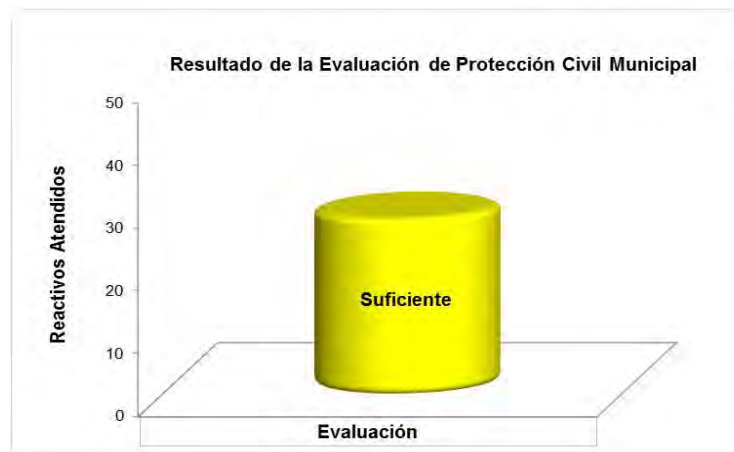 Resultado de la Evaluación de Protección Civil Municipal
50
40
30
20
10
0
Reactivos Atendidos
Suficiente
Evaluación